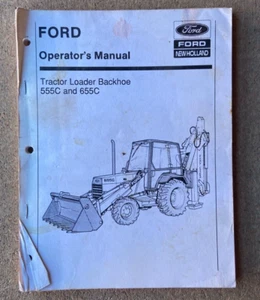 FORD
Operator's Manual
Ford
FORD
NEW HOLLAND
Tractor Loader Backhoe
555C and 655C